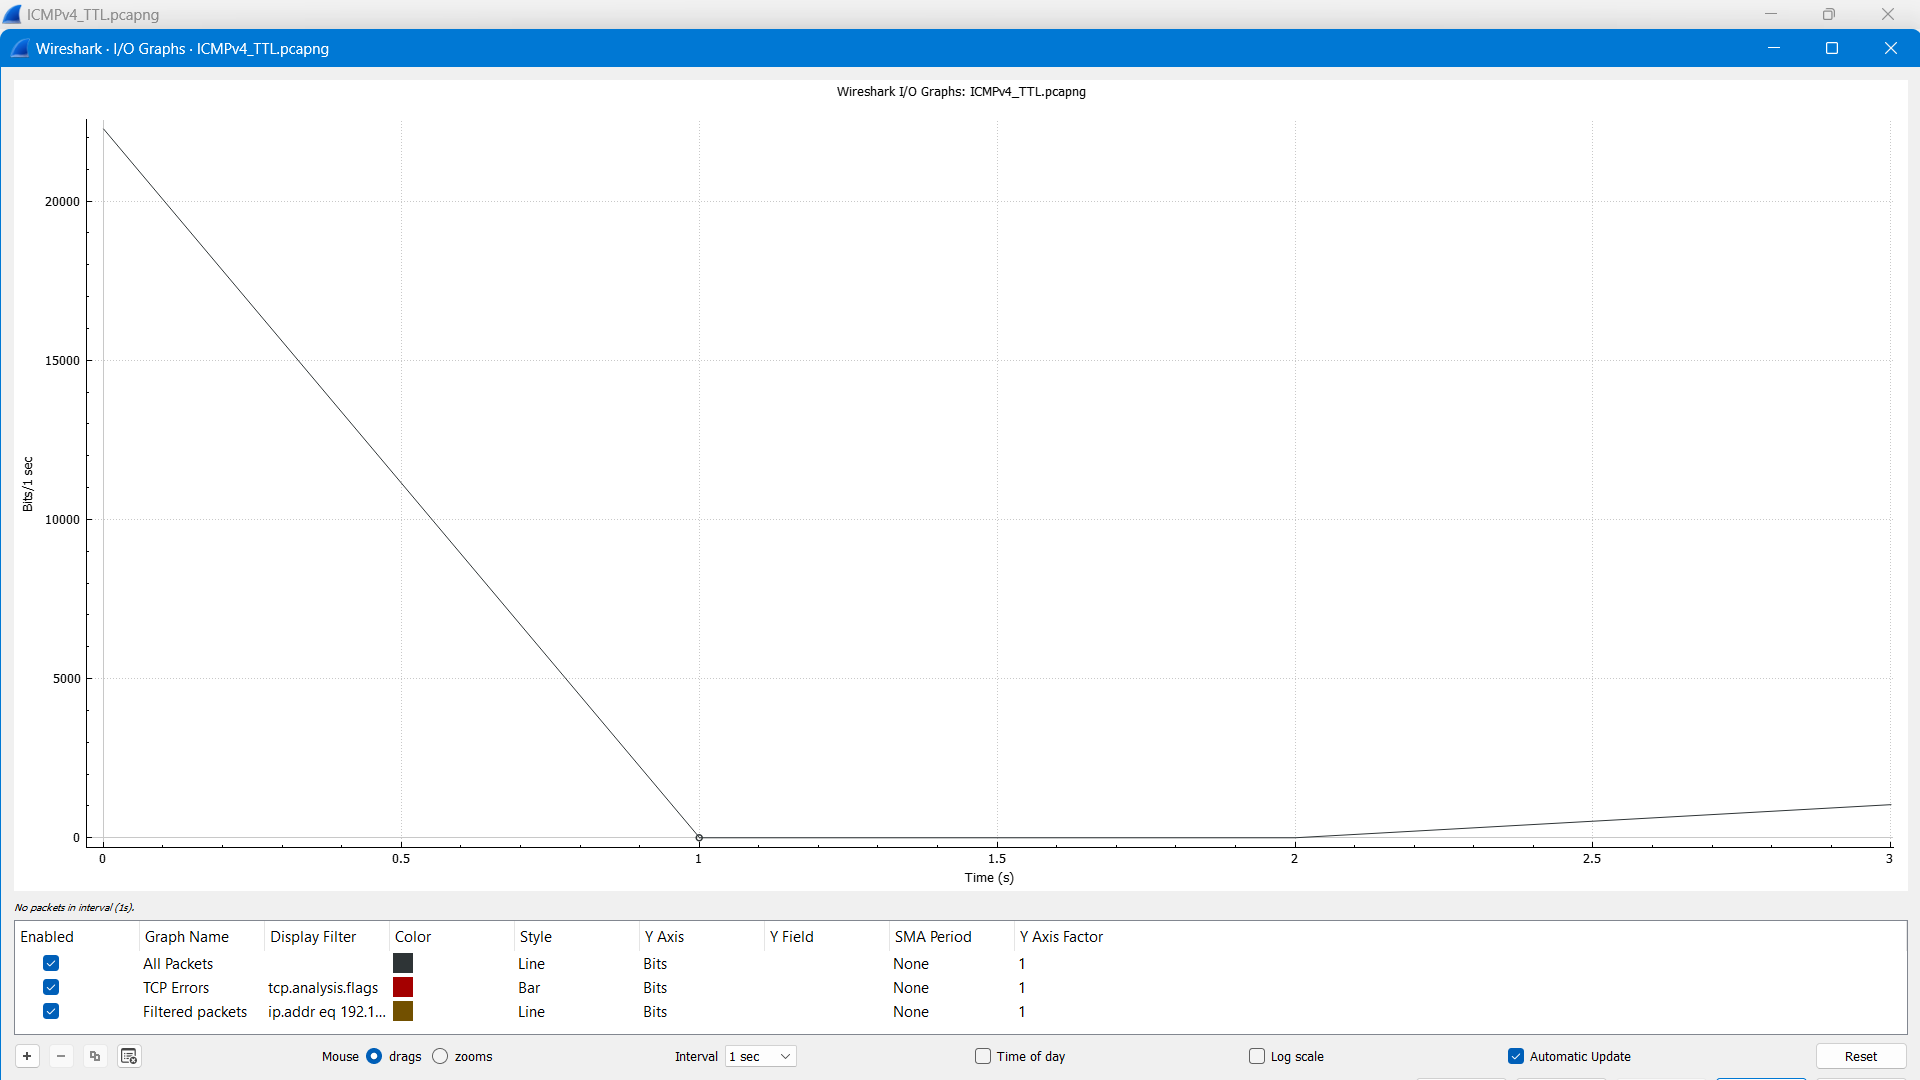 ICMPv4_TTL.pcapng
Wireshark · I/O Graphs · ICMPv4_TTL.pcapng
Wireshark I/O Graphs: ICMPv4_TTL.pcapng
20000
15000
10000
5000
0
Bits/1 sec
0 0.5 1 1.5 2 2.5 3
Time (s)
No packets in interval (1s).
Enabled Graph Name Display Filter Color Style Y Axis Y Field SMA Period Y Axis Factor
All Packets Line Bits None 1
TCP Errors tcp.analysis.flags Bar Bits None 1
Filtered packets ip.addr eq 192.1... Line Bits None 1
+ − Mouse drags zooms Interval 1 sec Time of day Log scale Automatic Update Reset